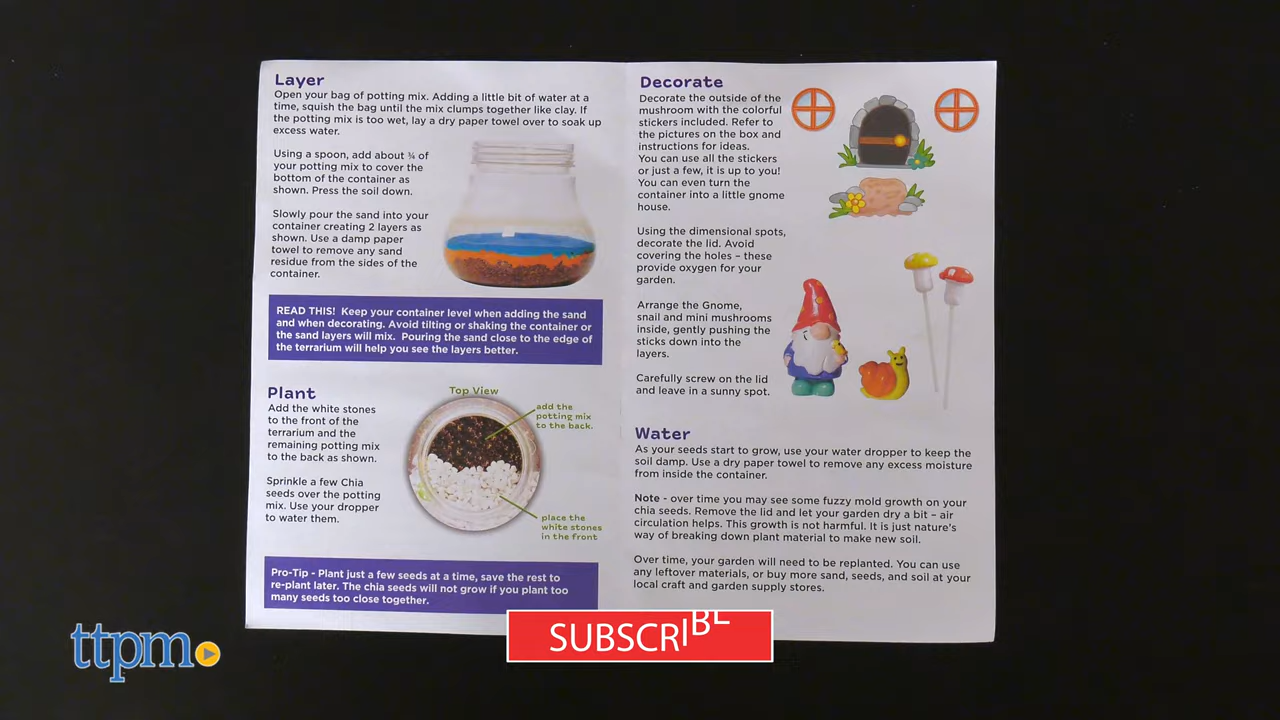 Layer
Open your bag of potting mix. Adding a little bit of water at a
time, squish the bag until the mix clumps together like clay. If
the potting mix is too wet, lay a dry paper towel over to soak up
excess water.
Using a spoon, add about ¾ of
your potting mix to cover the
bottom of the container as
shown. Press the soil down.
Slowly pour the sand into your
container creating 2 layers as
shown. Use a damp paper
towel to remove any sand
residue from the sides of the
container.
READ THIS! Keep your container level when adding the sand
and when decorating. Avoid tilting or shaking the container or
the sand layers will mix. Pouring the sand close to the edge of
the terrarium will help you see the layers better.
Plant
Add the white stones
to the front of the
terrarium and the
remaining potting mix
to the back as shown.
Sprinkle a few Chia
seeds over the potting
mix. Use your dropper
to water them.
Top View
add the
potting mix
to the back.
place the
white stones
in the front
Pro-Tip - Plant just a few seeds at a time, save the rest to
re-plant later. The chia seeds will not grow if you plant too
many seeds too close together.
Decorate
Decorate the outside of the
mushroom with the colorful
stickers included. Refer to
the pictures on the box and
instructions for ideas.
You can use all the stickers
or just a few, it is up to you!
You can even turn the
container into a little gnome
house.
Using the dimensional spots,
decorate the lid. Avoid
covering the holes – these
provide oxygen for your
garden.
Arrange the Gnome,
snail and mini mushrooms
inside, gently pushing the
sticks down into the
layers.
Carefully screw on the lid
and leave in a sunny spot.
Water
As your seeds start to grow, use your water dropper to keep the
soil damp. Use a dry paper towel to remove any excess moisture
from inside the container.
Note - over time you may see some fuzzy mold growth on your
chia seeds. Remove the lid and let your garden dry a bit – air
circulation helps. This growth is not harmful. It is just nature's
way of breaking down plant material to make new soil.
Over time, your garden will need to be replanted. You can use
any leftover materials, or buy more sand, seeds, and soil at your
local craft and garden supply stores.
SUBSCRIBE
ttpm